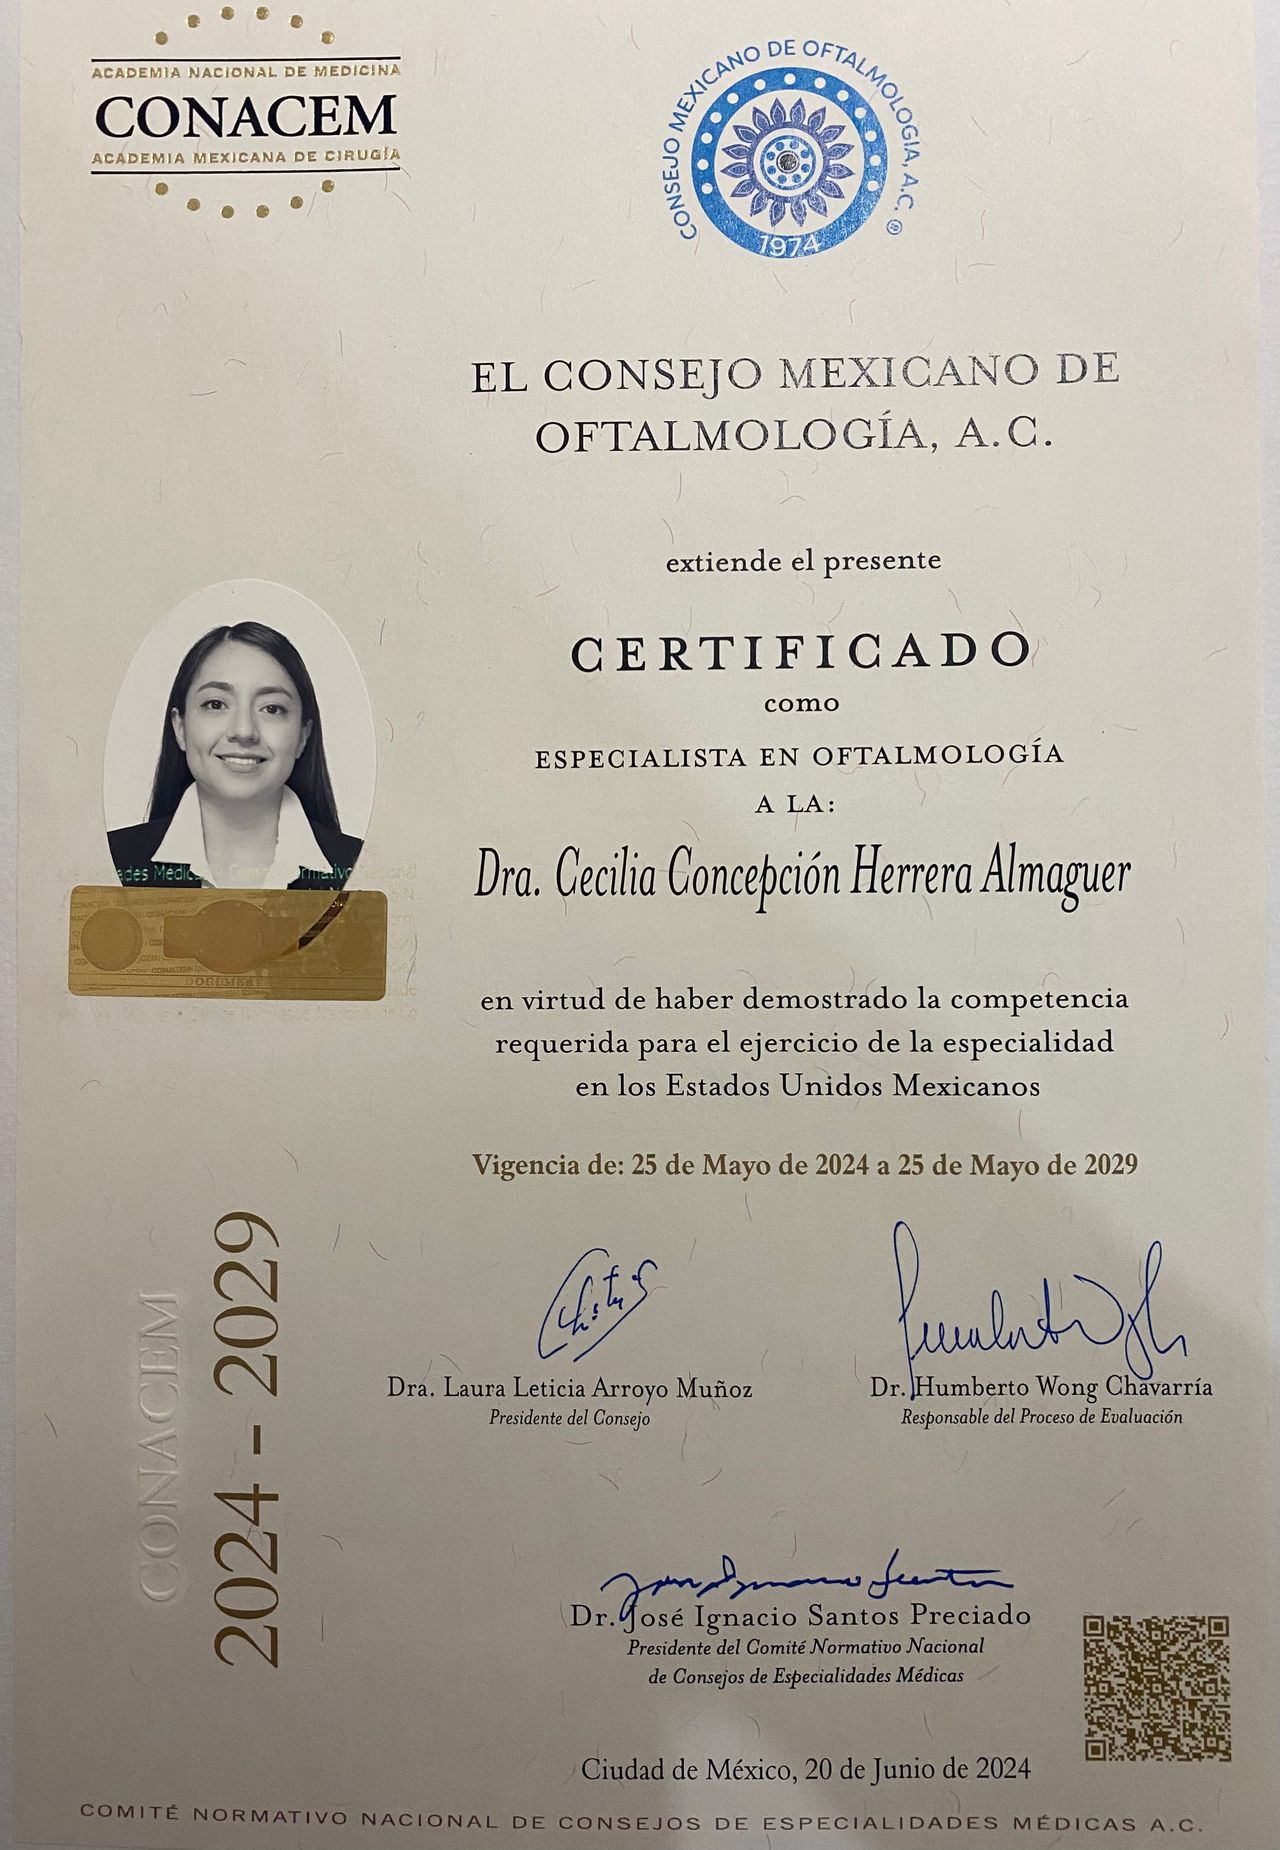 ACADEMIA NACIONAL DE MEDICINA
CONACEM
ACADEMIA MEXICANA DE CIRUGÍA
CONSEJO MEXICANO DE OFTALMOLOGÍA, A.C. ®
1974
EL CONSEJO MEXICANO DE
OFTALMOLOGÍA, A.C.
extiende el presente
CERTIFICADO
como
ESPECIALISTA EN OFTALMOLOGÍA
A LA:
Dra. Cecilia Concepción Herrera Almaguer
en virtud de haber demostrado la competencia
requerida para el ejercicio de la especialidad
en los Estados Unidos Mexicanos
Vigencia de: 25 de Mayo de 2024 a 25 de Mayo de 2029
CONACEM
2024 - 2029
Dra. Laura Leticia Arroyo Muñoz
Presidente del Consejo
Dr. Humberto Wong Chavarría
Responsable del Proceso de Evaluación
Dr. José Ignacio Santos Preciado
Presidente del Comité Normativo Nacional
de Consejos de Especialidades Médicas
Ciudad de México, 20 de Junio de 2024
COMITÉ NORMATIVO NACIONAL DE CONSEJOS DE ESPECIALIDADES MÉDICAS A.C.